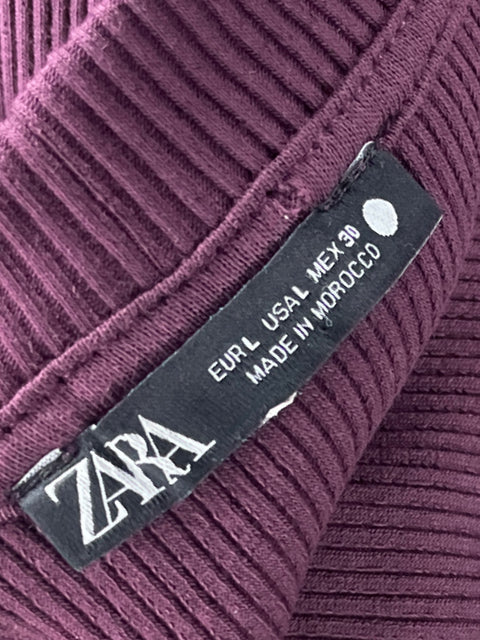 ZARA
EUR L USA L MEX 30
MADE IN MOROCCO